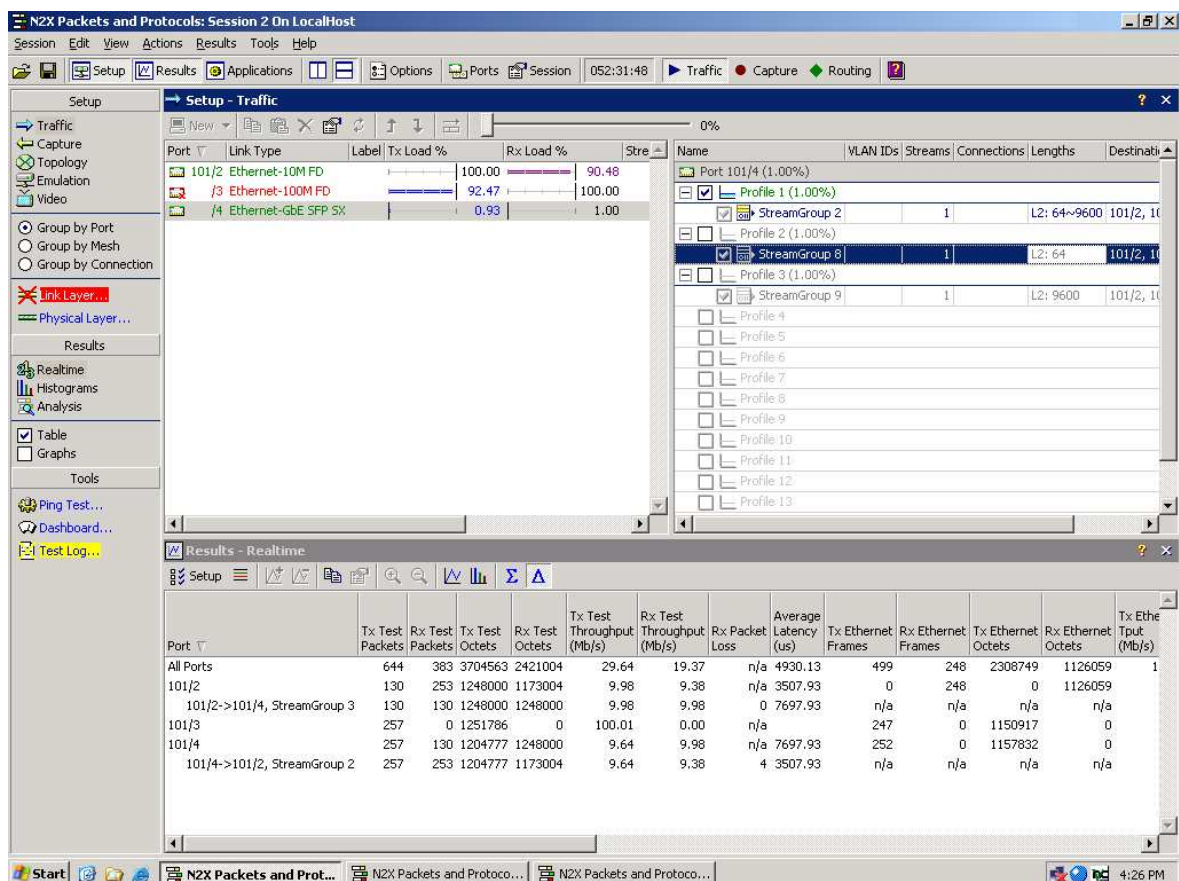 N2X Packets and Protocols: Session 2 On LocalHost
Session Edit View Actions Results Tools Help
Setup Results Applications Options Ports Session 052:31:48 Traffic Capture Routing
Setup
Traffic
Capture
Topology
Emulation
Video
Group by Port
Group by Mesh
Group by Connection
Link Layer...
Physical Layer...
Results
Realtime
Histograms
Analysis
Table
Graphs
Tools
Ping Test...
Dashboard...
Test Log...
Setup - Traffic
New 0%
Port Link Type Label Tx Load % Rx Load % Stre
101/2 Ethernet-10M FD 100.00 90.48
/3 Ethernet-100M FD 92.47 100.00
/4 Ethernet-GbE SFP SX 0.93 1.00
Name VLAN IDs Streams Connections Lengths Destinati
Port 101/4 (1.00%)
Profile 1 (1.00%)
StreamGroup 2 1 L2: 64~9600 101/2, 10
Profile 2 (1.00%)
StreamGroup 8 1 L2: 64 101/2, 10
Profile 3 (1.00%)
StreamGroup 9 1 L2: 9600 101/2, 10
Profile 4
Profile 5
Profile 6
Profile 7
Profile 8
Profile 9
Profile 10
Profile 11
Profile 12
Profile 13
Results - Realtime
Setup Σ Δ
Port Tx Test Packets Rx Test Packets Tx Test Octets Rx Test Octets Tx Test Throughput (Mb/s) Rx Test Throughput (Mb/s) Rx Packet Loss Average Latency (us) Tx Ethernet Frames Rx Ethernet Frames Tx Ethernet Octets Rx Ethernet Octets Tx Ethe Tput (Mb/s)
All Ports 644 383 3704563 2421004 29.64 19.37 n/a 4930.13 499 248 2308749 1126059 1
101/2 130 253 1248000 1173004 9.98 9.38 n/a 3507.93 0 248 0 1126059
101/2->101/4, StreamGroup 3 130 130 1248000 1248000 9.98 9.98 0 7697.93 n/a n/a n/a n/a
101/3 257 0 1251786 0 100.01 0.00 n/a 247 0 1150917 0
101/4 257 130 1204777 1248000 9.64 9.98 n/a 7697.93 252 0 1157832 0
101/4->101/2, StreamGroup 2 257 253 1204777 1173004 9.64 9.38 4 3507.93 n/a n/a n/a n/a
Start N2X Packets and Prot... N2X Packets and Protoco... N2X Packets and Protoco... 4:26 PM